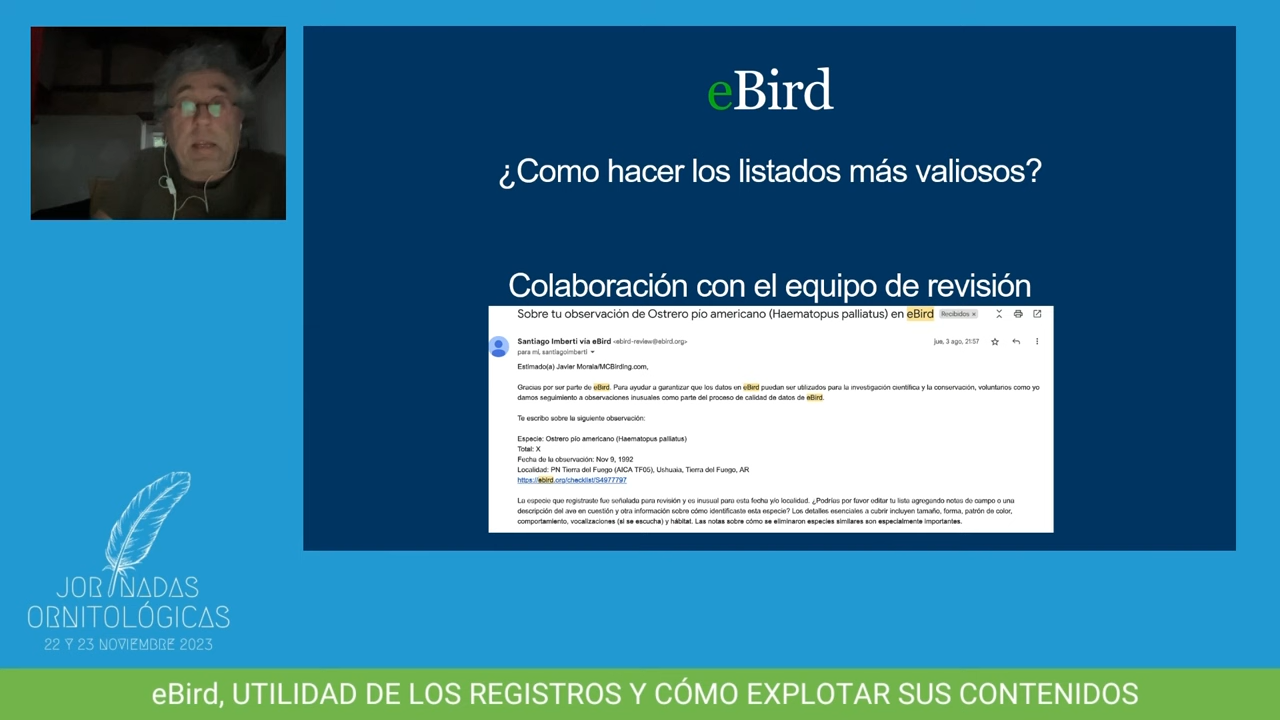 eBird
¿Como hacer los listados más valiosos?
Colaboración con el equipo de revisión
Sobre tu observación de Ostrero pío americano (Haematopus palliatus) en eBird Recibidos x
Santiago Imberti via eBird <ebird-review@ebird.org> jue, 3 ago, 21:57
para mí, santiagoimberti
Estimado(a) Javier Morala/MCBirding.com,
Gracias por ser parte de eBird. Para ayudar a garantizar que los datos en eBird puedan ser utilizados para la investigación científica y la conservación, voluntarios como yo
damos seguimiento a observaciones inusuales como parte del proceso de calidad de datos de eBird.
Te escribo sobre la siguiente observación:
Especie: Ostrero pío americano (Haematopus palliatus)
Total: X
Fecha de la observación: Nov 9, 1992
Localidad: PN Tierra del Fuego (AICA TF05), Ushuaia, Tierra del Fuego, AR
https://ebird.org/checklist/S4977797
La especie que registraste fue señalada para revisión y es inusual para esta fecha y/o localidad. ¿Podrías por favor editar tu lista agregando notas de campo o una
descripción del ave en cuestión y otra información sobre cómo identificaste esta especie? Los detalles esenciales a cubrir incluyen tamaño, forma, patrón de color,
comportamiento, vocalizaciones (si se escucha) y hábitat. Las notas sobre cómo se eliminaron especies similares son especialmente importantes.
JORNADAS
ORNITOLÓGICAS
22 Y 23 NOVIEMBRE 2023
eBird, UTILIDAD DE LOS REGISTROS Y CÓMO EXPLOTAR SUS CONTENIDOS